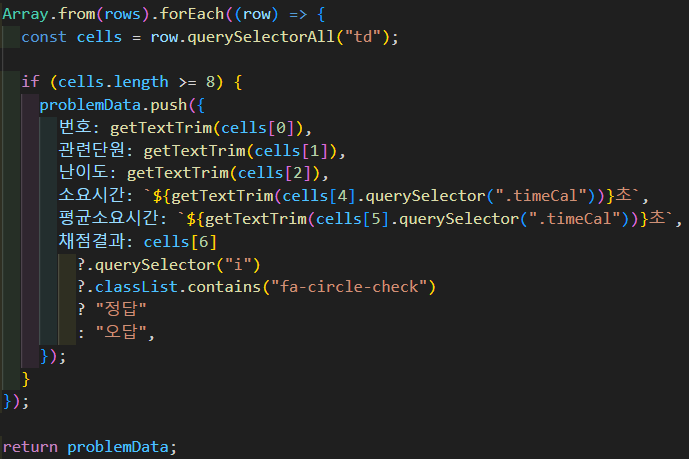 Array.from(rows).forEach((row) => {
  const cells = row.querySelectorAll("td");

  if (cells.length >= 8) {
    problemData.push({
      번호: getTextTrim(cells[0]),
      관련단원: getTextTrim(cells[1]),
      난이도: getTextTrim(cells[2]),
      소요시간: `${getTextTrim(cells[4].querySelector(".timeCal"))}초`,
      평균소요시간: `${getTextTrim(cells[5].querySelector(".timeCal"))}초`,
      채점결과: cells[6]
        ?.querySelector("i")
        ?.classList.contains("fa-circle-check")
        ? "정답"
        : "오답",
    });
  }
});

return problemData;